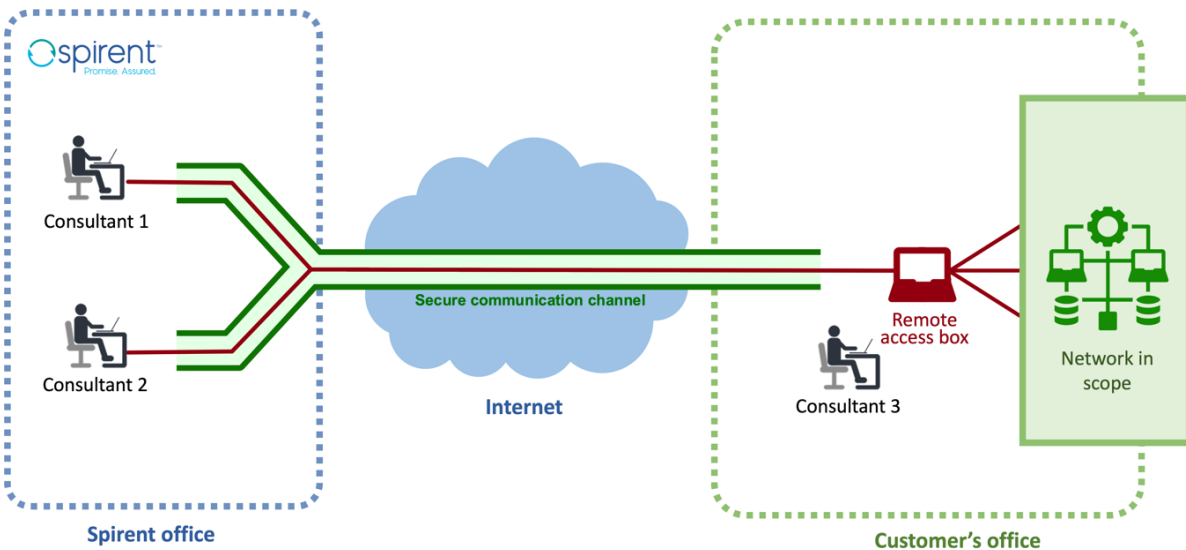 spirent™
Promise. Assured.
Consultant 1
Secure communication channel
Remote
access box
Network in
scope
Consultant 2
Consultant 3
Internet
Spirent office
Customer's office